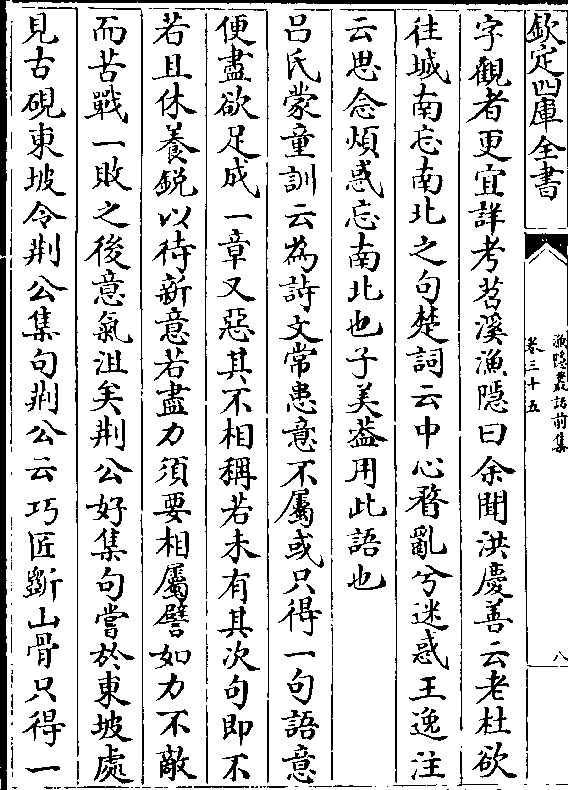 欽定四庫全書
漁隱叢話前集
卷三十五
八
字觀者更宜詳考苕溪漁隱曰余聞洪慶善云老杜欲
往城南忘南北之句楚詞云中心瞀亂兮迷惑王逸注
云思念煩惑忘南北也子美葢用此語也
吕氏蒙童訓云為詩文常患意不屬或只得一句語意
便盡欲足成一章又惡其不相稱若未有其次句即不
若且休養鋭以待新意若盡力須要相屬譬如力不敵
而苦戰一敗之後意氣沮矣荆公好集句嘗於東坡處
見古硯東坡令荆公集句荆公云巧匠斲山骨只得一